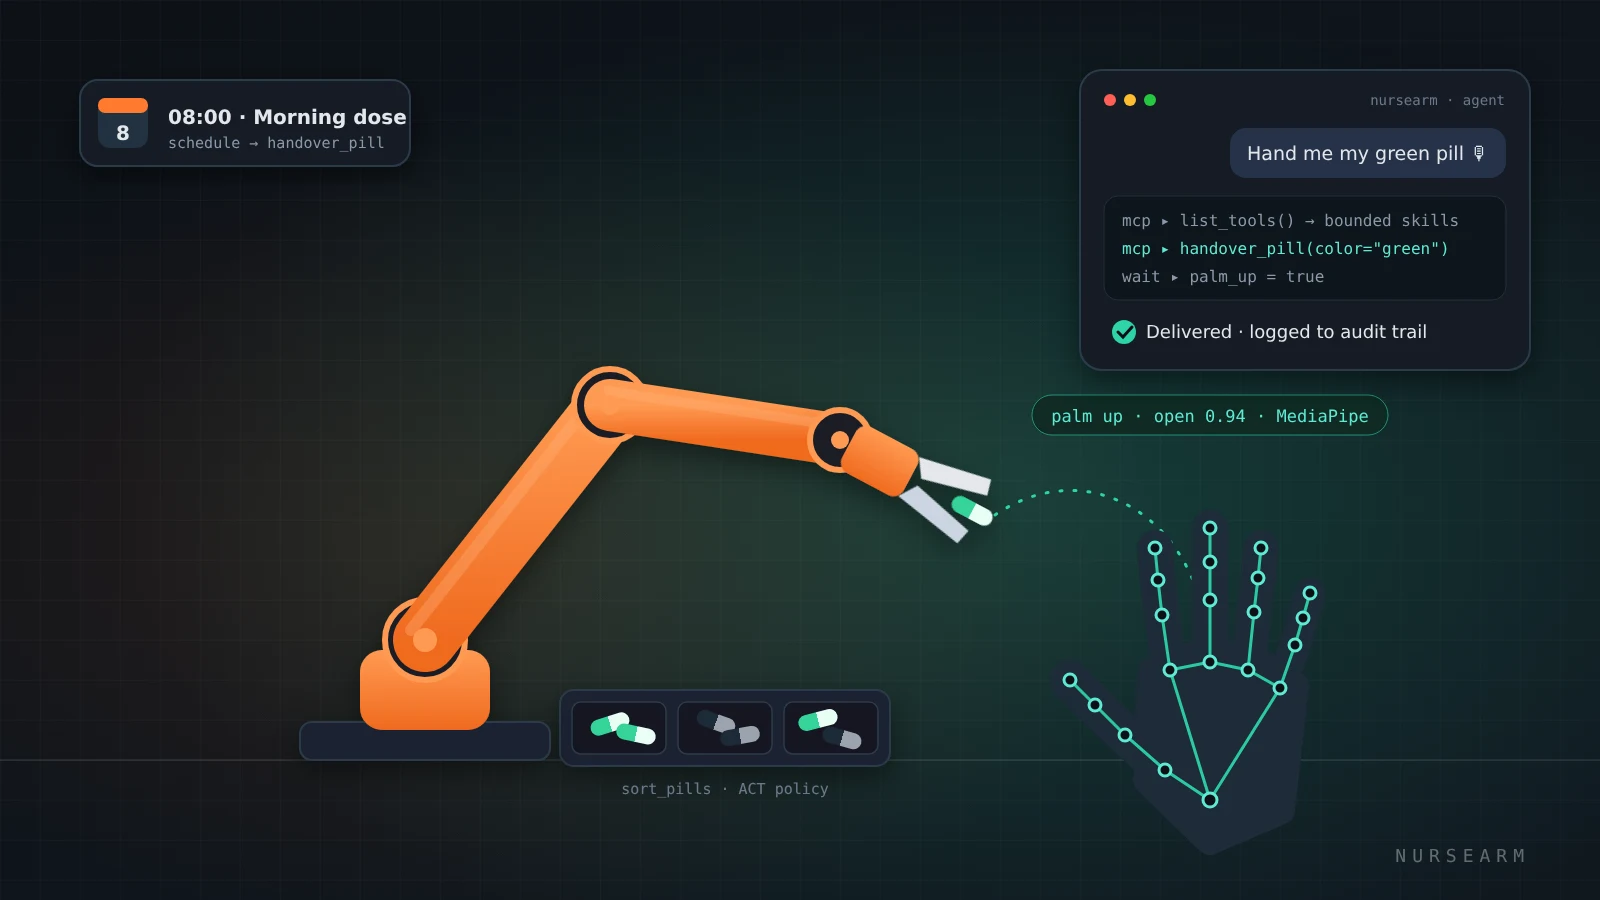 08:00 · Morning dose
8
schedule → handover_pill
nursearm · agent
Hand me my green pill 🎙
mcp ▸ list_tools() → bounded skills
mcp ▸ handover_pill(color="green")
wait ▸ palm_up = true
Delivered · logged to audit trail
palm up · open 0.94 · MediaPipe
sort_pills · ACT policy
NURSEARM